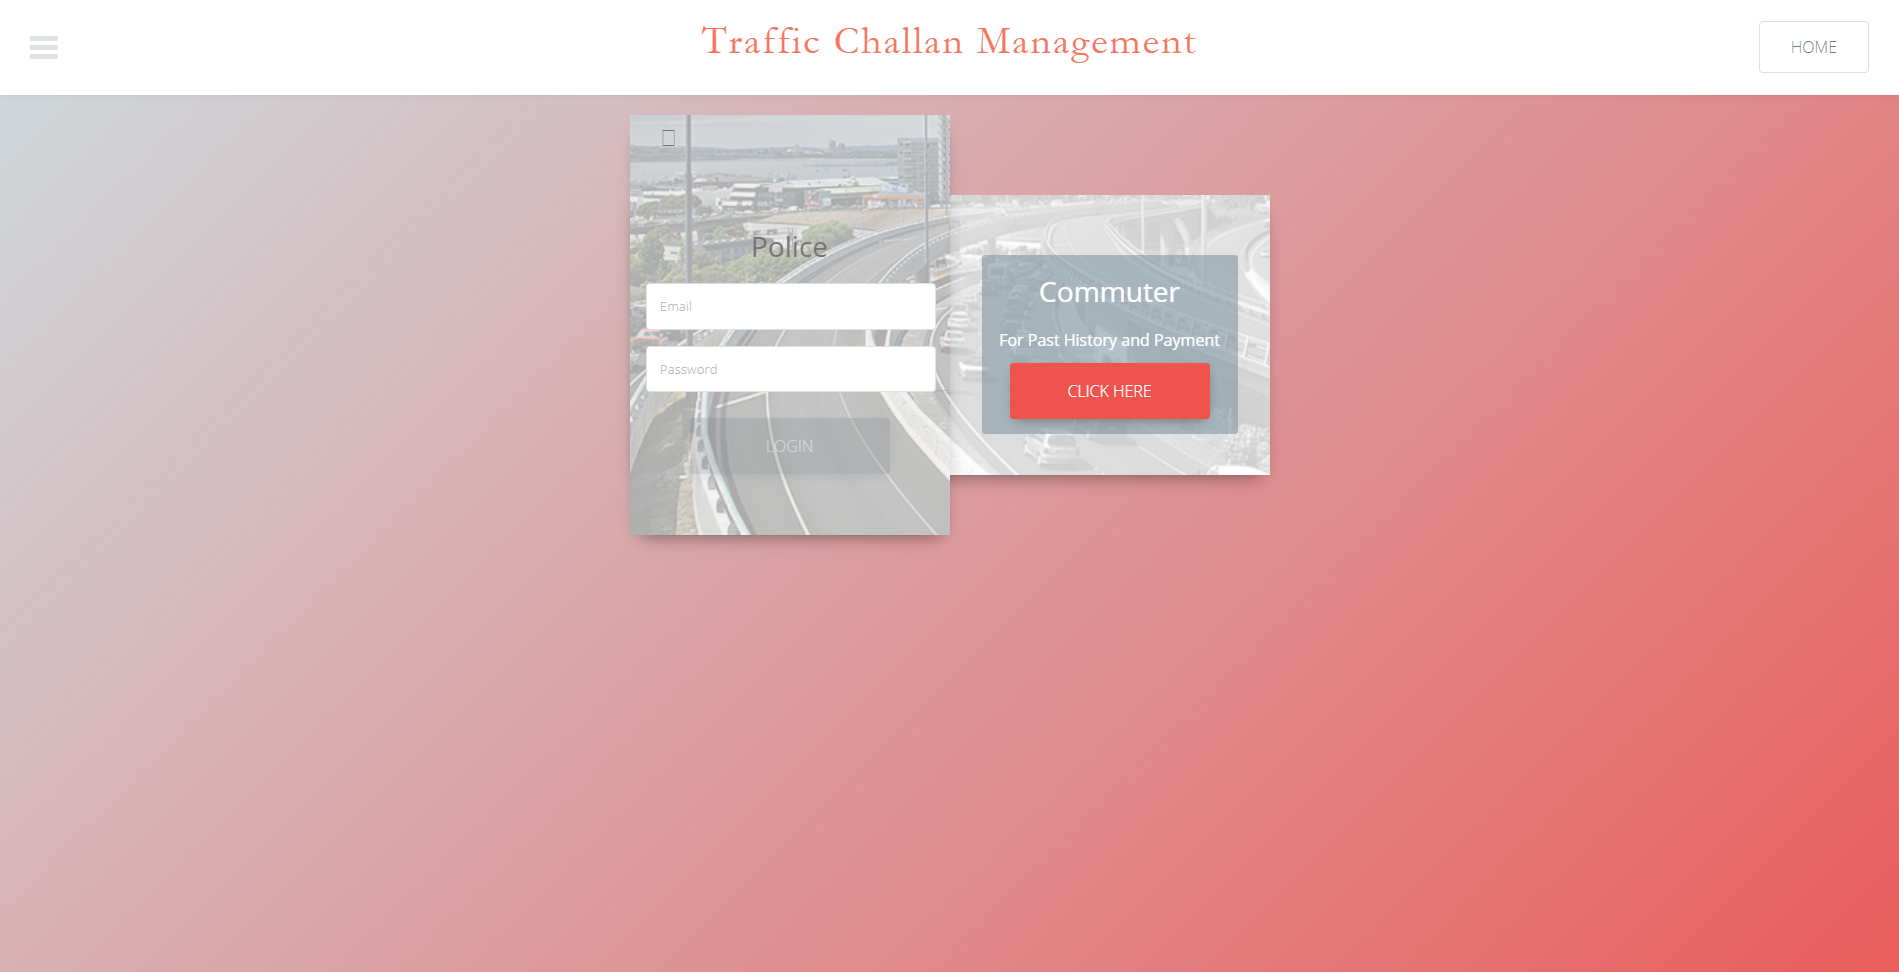 Traffic Challan Management
HOME
Police
Email
Password
LOGIN
Commuter
For Past History and Payment
CLICK HERE